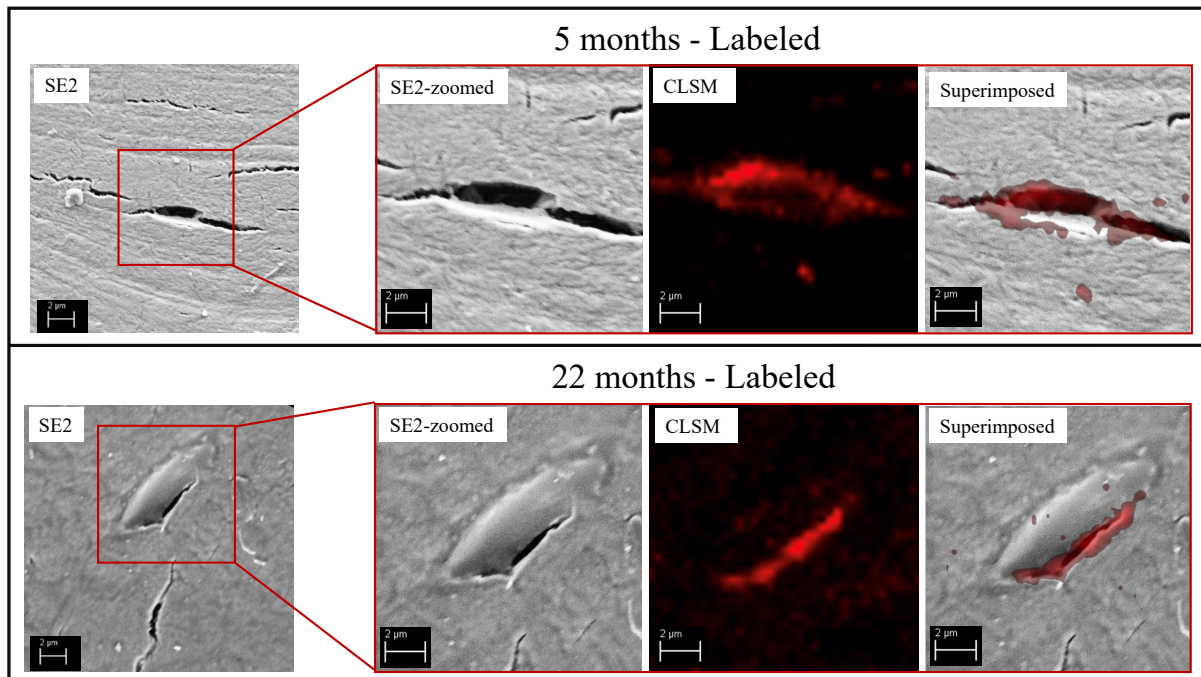 5 months - Labeled
SE2
SE2-zoomed
CLSM
Superimposed
2 µm
2 µm
2 µm
2 µm
22 months - Labeled
SE2
SE2-zoomed
CLSM
Superimposed
2 µm
2 µm
2 µm
2 µm